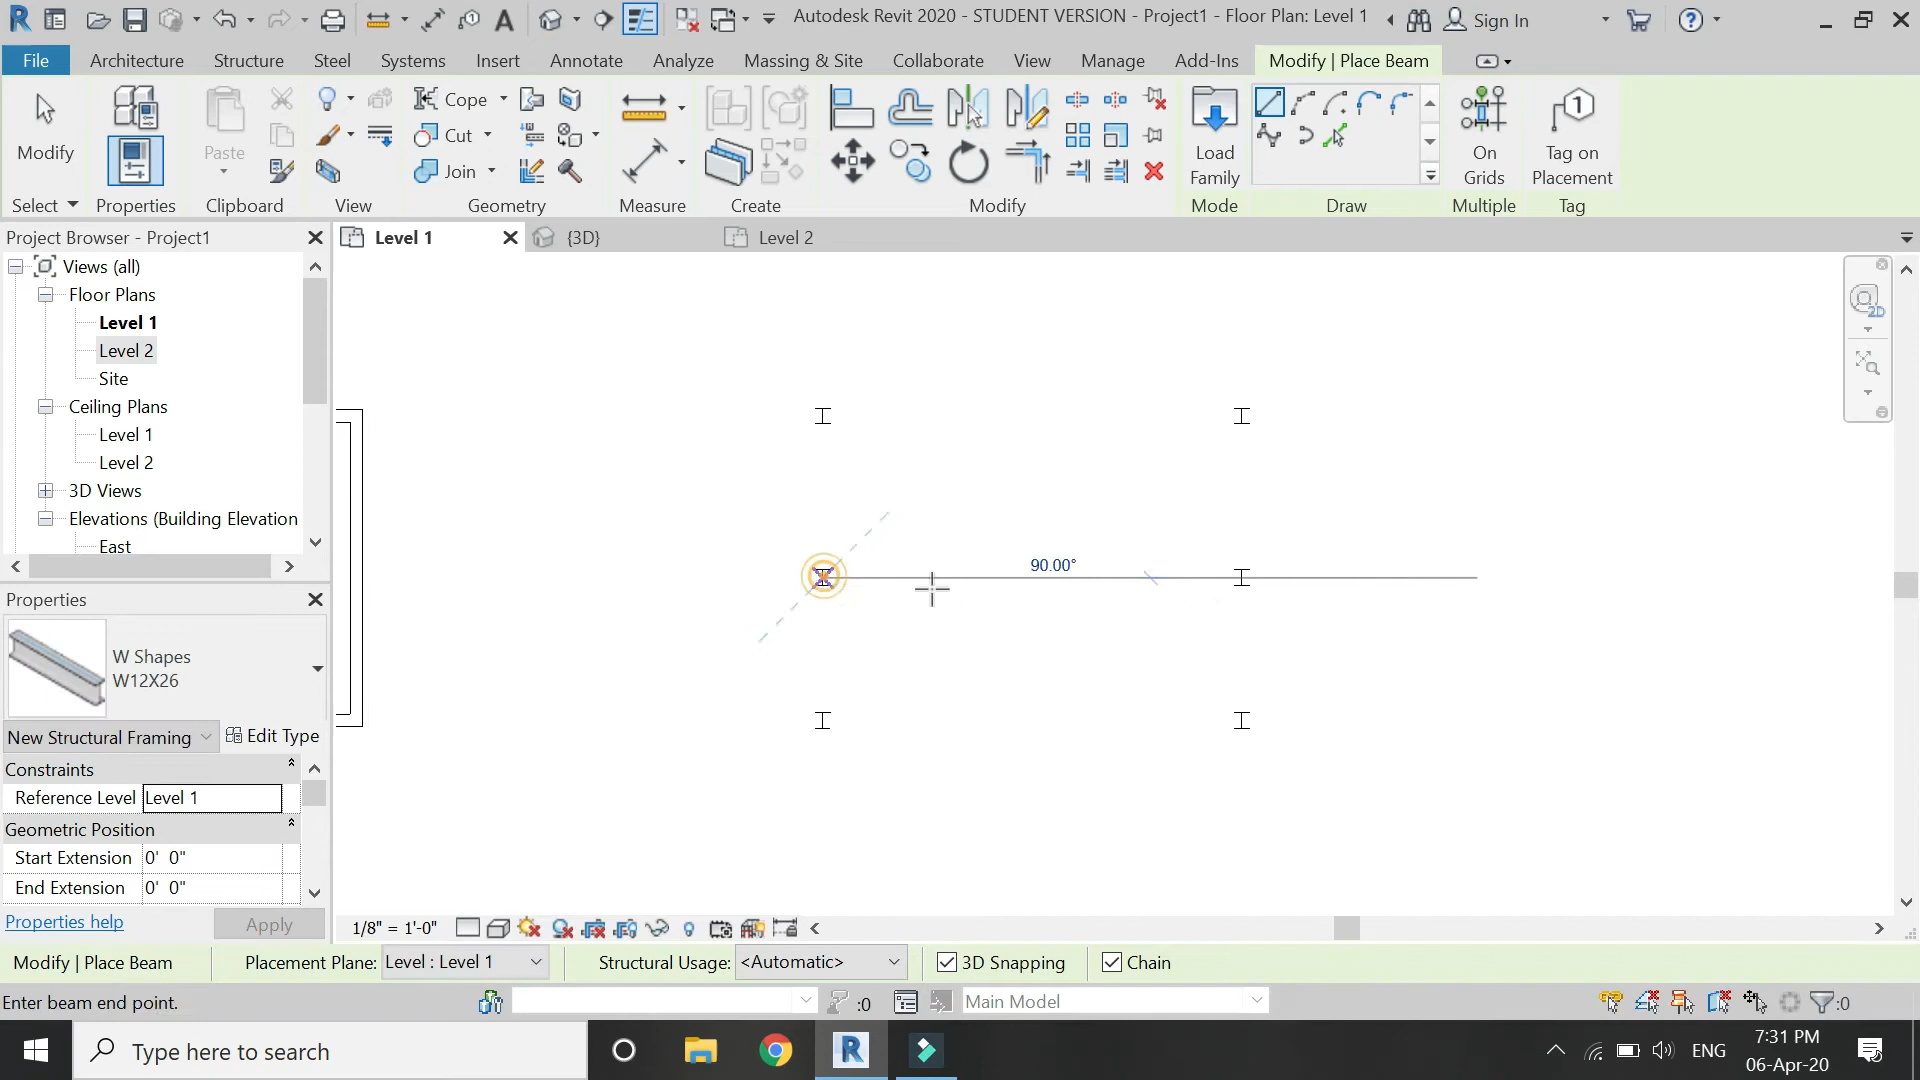 Autodesk Revit 2020 - STUDENT VERSION - Project1 - Floor Plan: Level 1
Sign In
File Architecture Structure Steel Systems Insert Annotate Analyze Massing & Site Collaborate View Manage Add-Ins Modify | Place Beam
Modify
Paste
Cope
Cut
Join
Load Family
On Grids
Tag on Placement
Select Properties Clipboard View Geometry Measure Create Modify Mode Draw Multiple Tag
Project Browser - Project1
Level 1
{3D}
Level 2
Views (all)
Floor Plans
Level 1
Level 2
Site
Ceiling Plans
Level 1
Level 2
3D Views
Elevations (Building Elevation
East
90.00°
Properties
W Shapes
W12X26
New Structural Framing
Edit Type
Constraints
Reference Level Level 1
Geometric Position
Start Extension 0' 0"
End Extension 0' 0"
Properties help
Apply
1/8" = 1'-0"
Modify | Place Beam Placement Plane: Level : Level 1 Structural Usage: <Automatic> 3D Snapping Chain
Enter beam end point.
:0
Main Model
:0
Type here to search
ENG
7:31 PM
06-Apr-20